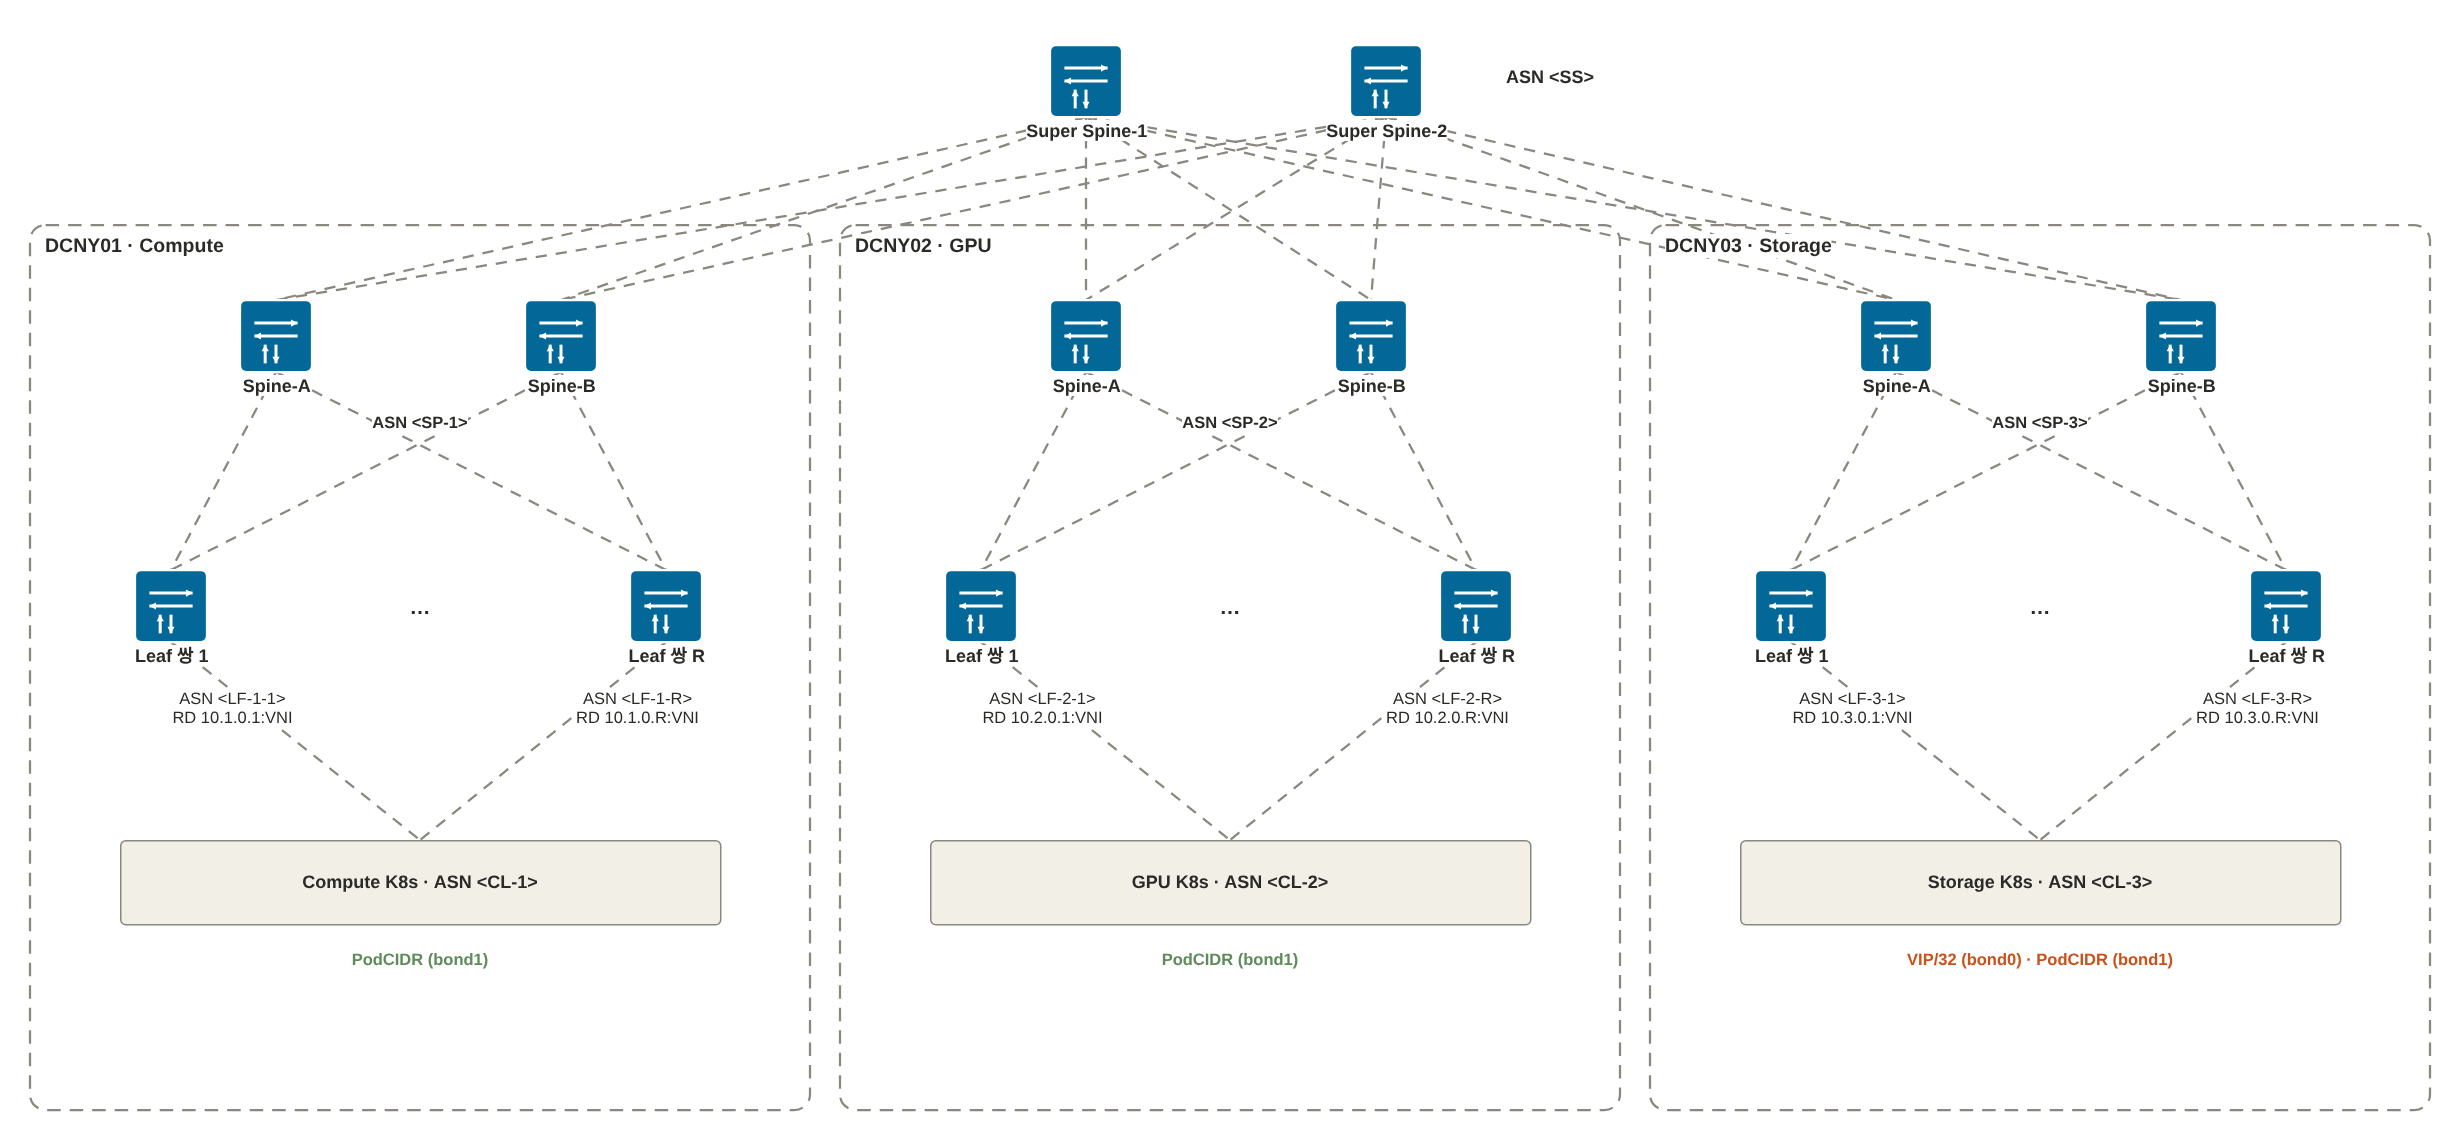 ASN <SS>
Super Spine-1
Super Spine-2
DCNY01 · Compute
DCNY02 · GPU
DCNY03 · Storage
Spine-A
Spine-B
Spine-A
Spine-B
Spine-A
Spine-B
ASN <SP-1>
ASN <SP-2>
ASN <SP-3>
...
...
...
Leaf 쌍 1
Leaf 쌍 R
Leaf 쌍 1
Leaf 쌍 R
Leaf 쌍 1
Leaf 쌍 R
ASN <LF-1-1>
RD 10.1.0.1:VNI
ASN <LF-1-R>
RD 10.1.0.R:VNI
ASN <LF-2-1>
RD 10.2.0.1:VNI
ASN <LF-2-R>
RD 10.2.0.R:VNI
ASN <LF-3-1>
RD 10.3.0.1:VNI
ASN <LF-3-R>
RD 10.3.0.R:VNI
Compute K8s · ASN <CL-1>
GPU K8s · ASN <CL-2>
Storage K8s · ASN <CL-3>
PodCIDR (bond1)
PodCIDR (bond1)
VIP/32 (bond0) · PodCIDR (bond1)